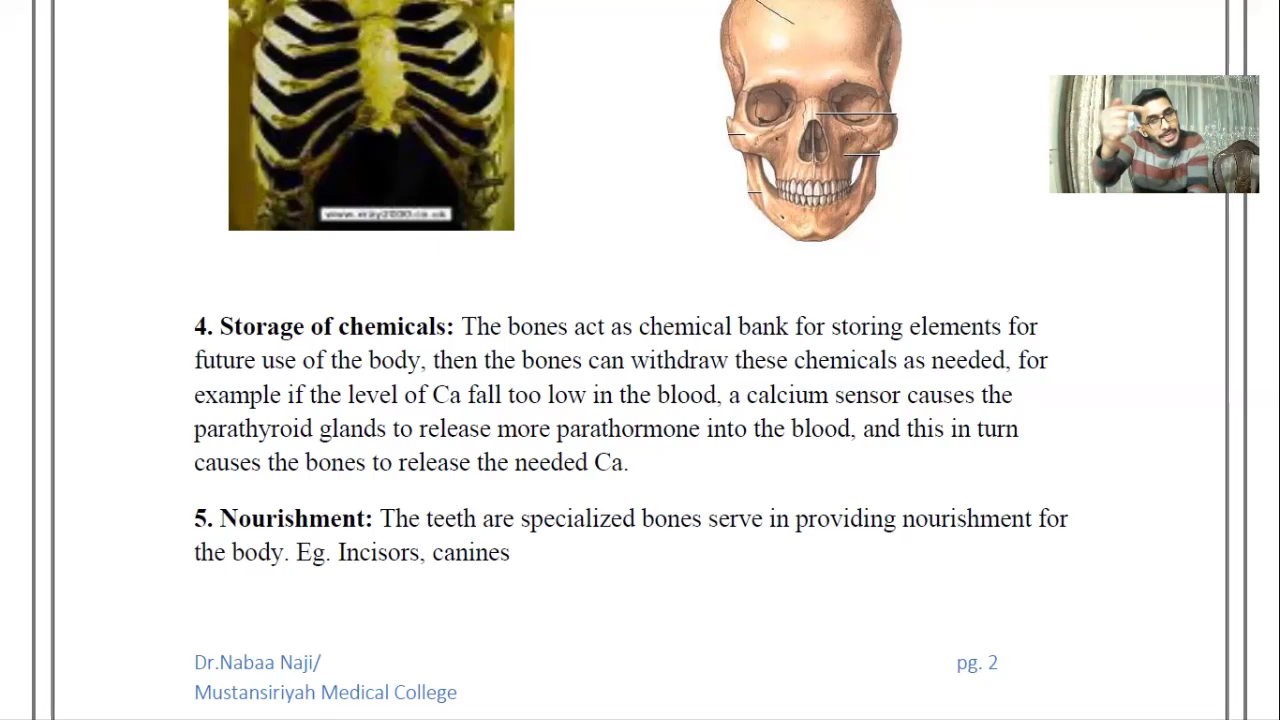 www.xray2000.co.uk
4. Storage of chemicals: The bones act as chemical bank for storing elements for
future use of the body, then the bones can withdraw these chemicals as needed, for
example if the level of Ca fall too low in the blood, a calcium sensor causes the
parathyroid glands to release more parathormone into the blood, and this in turn
causes the bones to release the needed Ca.
5. Nourishment: The teeth are specialized bones serve in providing nourishment for
the body. Eg. Incisors, canines
Dr.Nabaa Naji/ pg. 2
Mustansiriyah Medical College